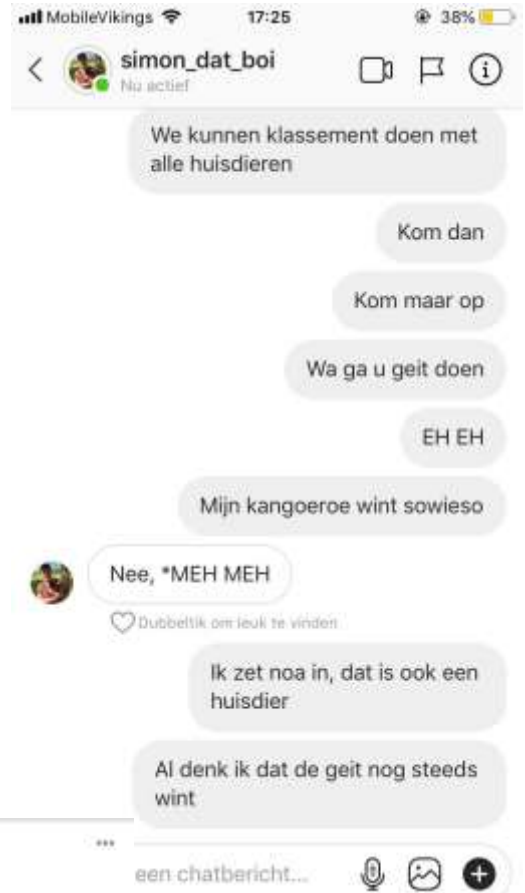 MobileVikings 17:25 38%
simon_dat_boi
Nu actief
We kunnen klassement doen met
alle huisdieren
Kom dan
Kom maar op
Wa ga u geit doen
EH EH
Mijn kangoeroe wint sowieso
Nee, *MEH MEH
Dubbeltik om leuk te vinden
Ik zet noa in, dat is ook een
huisdier
Al denk ik dat de geit nog steeds
wint
een chatbericht...